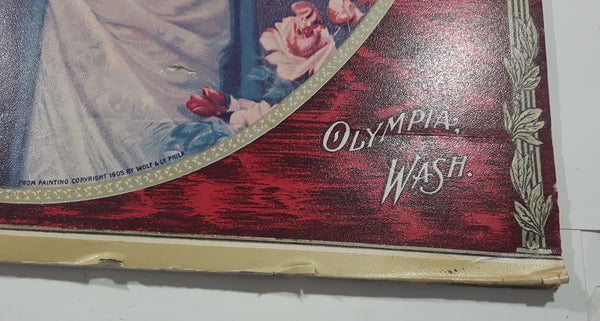 FROM PAINTING COPYRIGHT 1905 BY WOLF & CO. PHILA
OLYMPIA,
WASH.